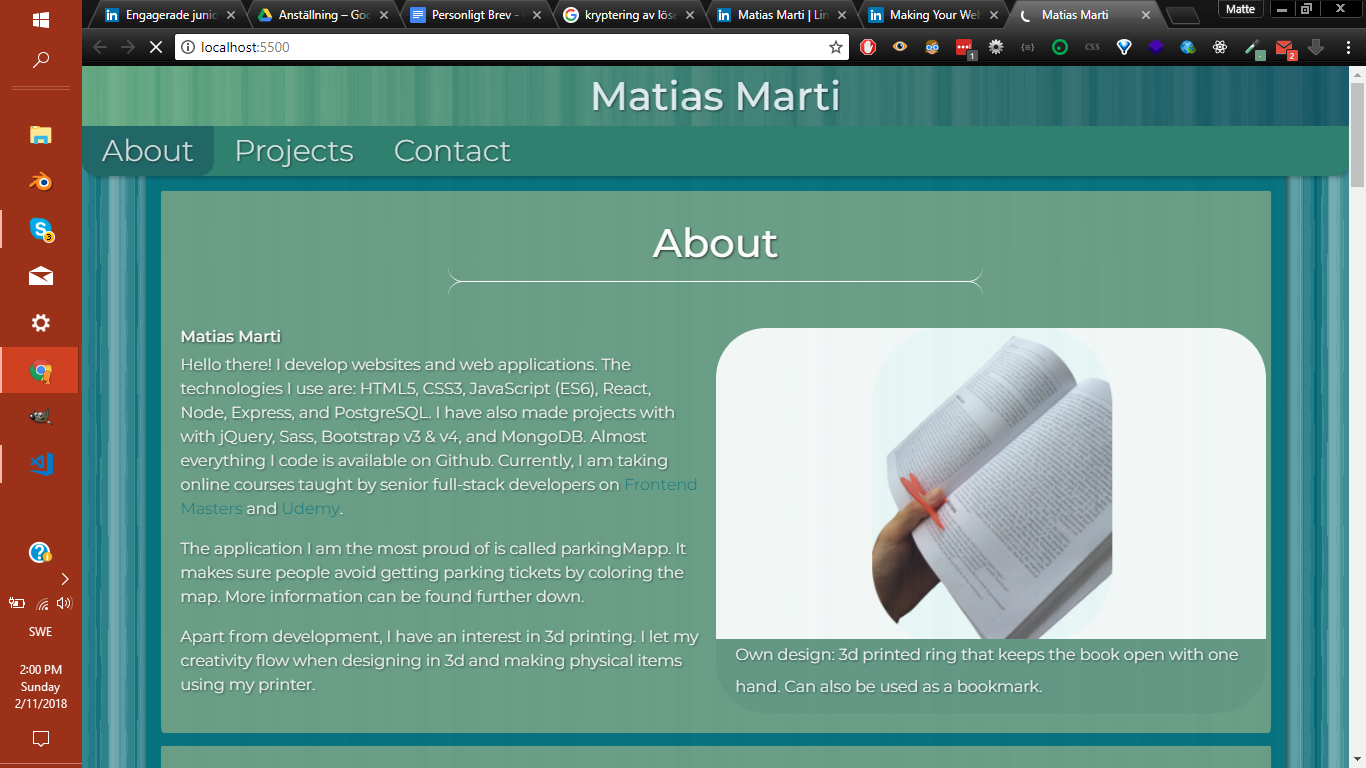 Engagerade junio
Anställning – Goo
Personligt Brev -
kryptering av löse
Matias Marti | Lin
Making Your Web
Matias Marti
Matte
localhost:5500
CSS
1
2
Matias Marti
About
Projects
Contact
About
Matias Marti
Hello there! I develop websites and web applications. The
technologies I use are: HTML5, CSS3, JavaScript (ES6), React,
Node, Express, and PostgreSQL. I have also made projects with
with jQuery, Sass, Bootstrap v3 & v4, and MongoDB. Almost
everything I code is available on Github. Currently, I am taking
online courses taught by senior full-stack developers on Frontend
Masters and Udemy.
The application I am the most proud of is called parkingMapp. It
makes sure people avoid getting parking tickets by coloring the
map. More information can be found further down.
Apart from development, I have an interest in 3d printing. I let my
creativity flow when designing in 3d and making physical items
using my printer.
Own design: 3d printed ring that keeps the book open with one
hand. Can also be used as a bookmark.
3
SWE
2:00 PM
Sunday
2/11/2018